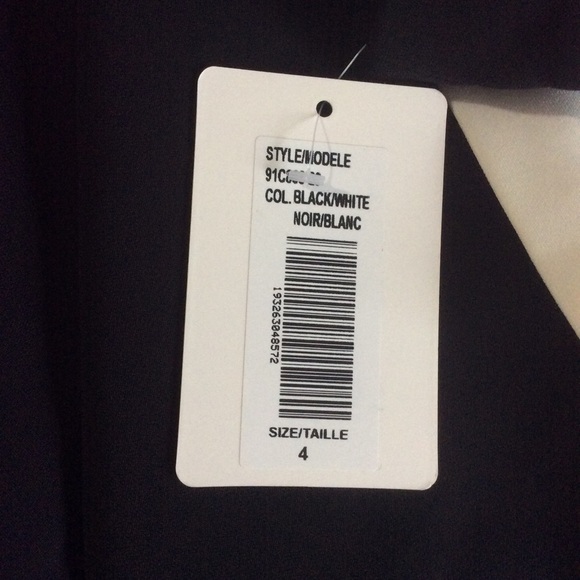 STYLE/MODELE
COL. BLACK/WHITE
NOIR/BLANC
193263048572
SIZE/TAILLE
4